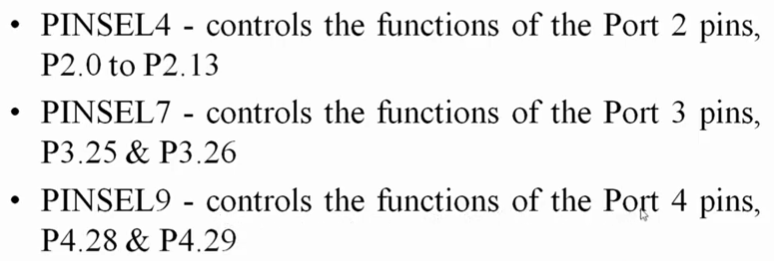 • PINSEL4 - controls the functions of the Port 2 pins,
P2.0 to P2.13
• PINSEL7 - controls the functions of the Port 3 pins,
P3.25 & P3.26
• PINSEL9 - controls the functions of the Port 4 pins,
P4.28 & P4.29